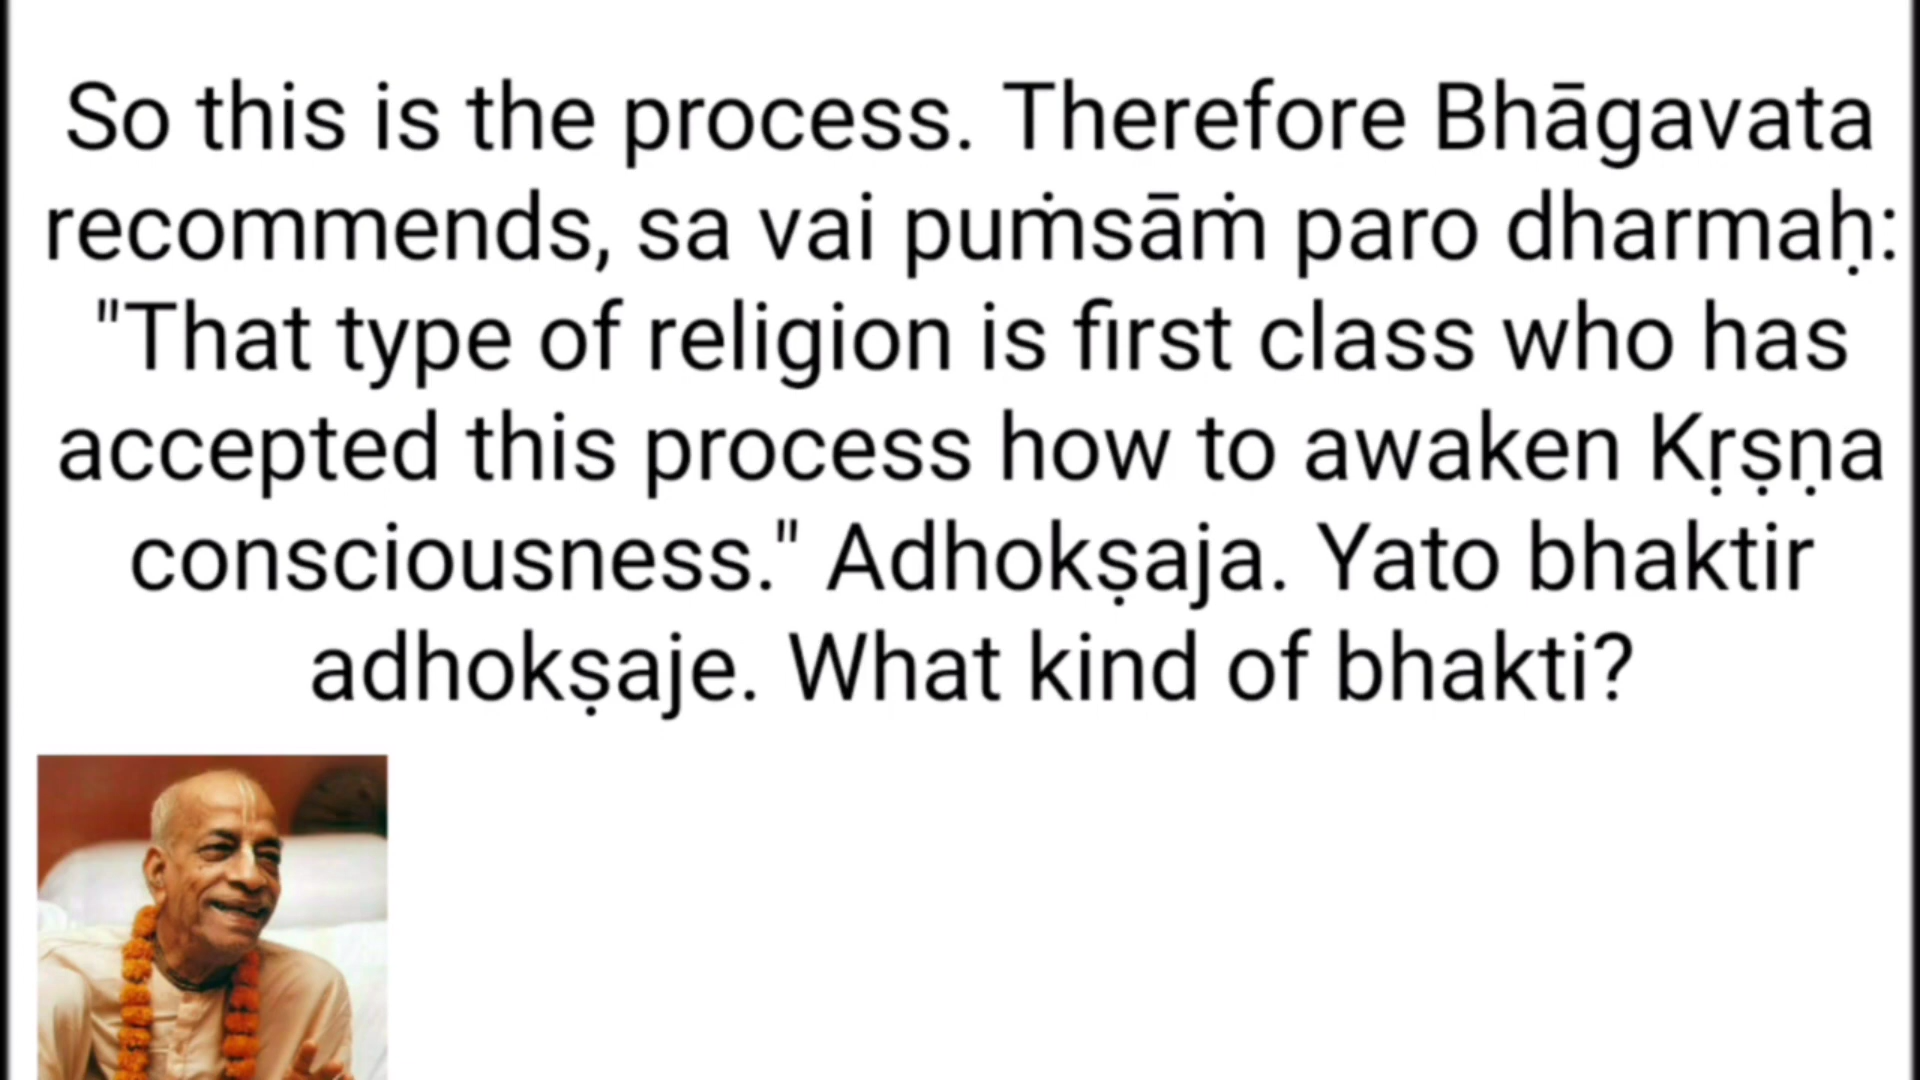 So this is the process. Therefore Bhāgavata
recommends, sa vai puṁsāṁ paro dharmaḥ:
"That type of religion is first class who has
accepted this process how to awaken Kṛṣṇa
consciousness." Adhokṣaja. Yato bhaktir
adhokṣaje. What kind of bhakti?